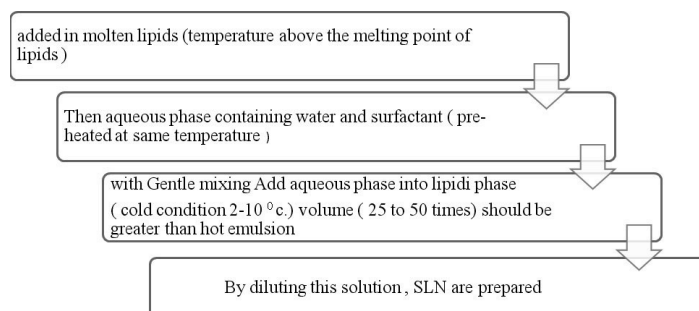 added in molten lipids (temperature above the melting point of
lipids )
Then aqueous phase containing water and surfactant ( pre-
heated at same temperature )
with Gentle mixing Add aqueous phase into lipidi phase
( cold condition 2-10 ⁰c.) volume ( 25 to 50 times) should be
greater than hot emulsion
By diluting this solution , SLN are prepared